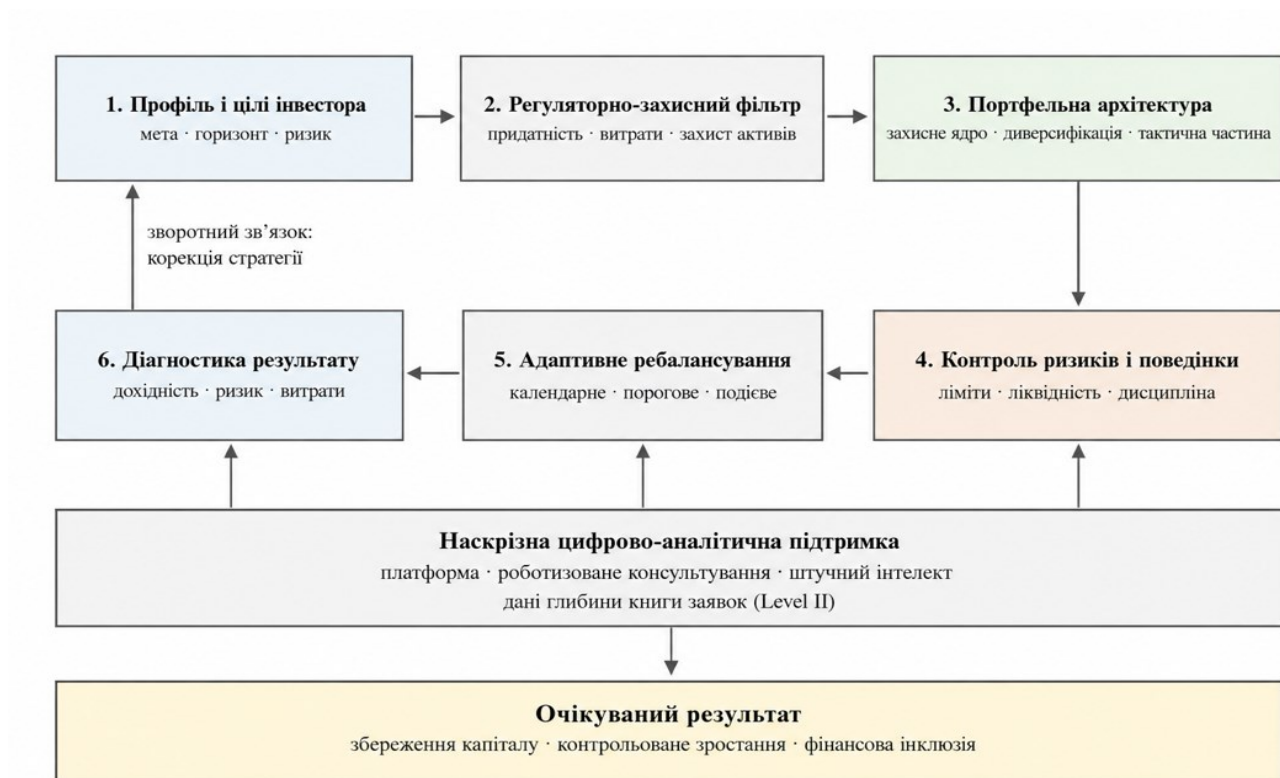 1. Профіль і цілі інвестора
мета · горизонт · ризик
2. Регуляторно-захисний фільтр
придатність · витрати · захист активів
3. Портфельна архітектура
захисне ядро · диверсифікація · тактична частина
зворотний зв’язок:
корекція стратегії
6. Діагностика результату
дохідність · ризик · витрати
5. Адаптивне ребалансування
календарне · порогове · подієве
4. Контроль ризиків і поведінки
ліміти · ліквідність · дисципліна
Наскрізна цифрово-аналітична підтримка
платформа · роботизоване консультування · штучний інтелект
дані глибини книги заявок (Level II)
Очікуваний результат
збереження капіталу · контрольоване зростання · фінансова інклюзія